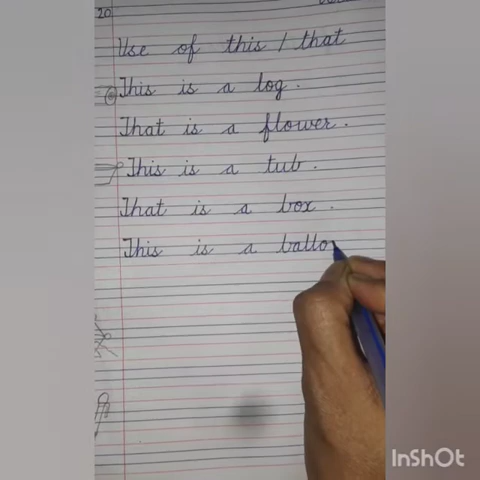 20
Use of this / that
This is a log.
That is a flower.
This is a tub.
That is a box.
This is a ballo
InShOt